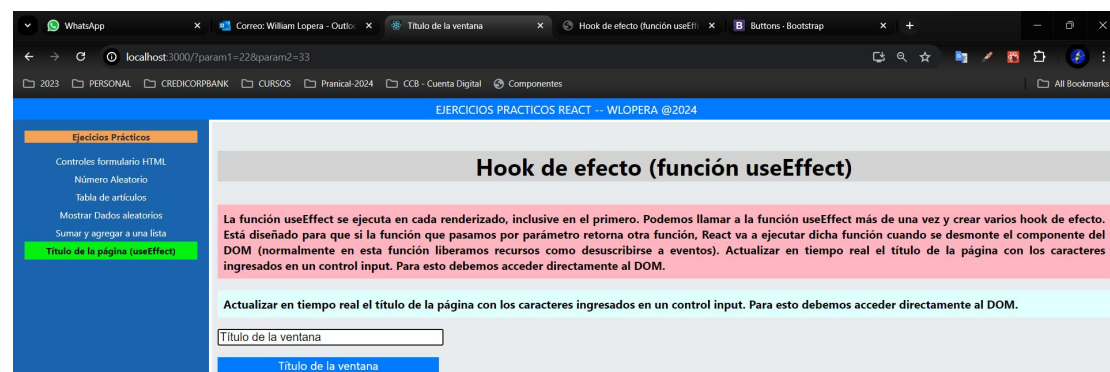 WhatsApp
Correo: William Lopera - Outloo
Título de la ventana
Hook de efecto (función useEffe
Buttons - Bootstrap
localhost:3000/?param1=22&param2=33
2023
PERSONAL
CREDICORPBANK
CURSOS
Pranical-2024
CCB - Cuenta Digital
Componentes
All Bookmarks
EJERCICIOS PRACTICOS REACT -- WLOPERA @2024
Ejecicios Prácticos
Controles formulario HTML
Número Aleatorio
Tabla de artículos
Mostrar Dados aleatorios
Sumar y agregar a una lista
Título de la página (useEffect)
Hook de efecto (función useEffect)
La función useEffect se ejecuta en cada renderizado, inclusive en el primero. Podemos llamar a la función useEffect más de una vez y crear varios hook de efecto.
Está diseñado para que si la función que pasamos por parámetro retorna otra función, React va a ejecutar dicha función cuando se desmonte el componente del
DOM (normalmente en esta función liberamos recursos como desuscribirse a eventos). Actualizar en tiempo real el título de la página con los caracteres
ingresados en un control input. Para esto debemos acceder directamente al DOM.
Actualizar en tiempo real el título de la página con los caracteres ingresados en un control input. Para esto debemos acceder directamente al DOM.
Título de la ventana
Título de la ventana